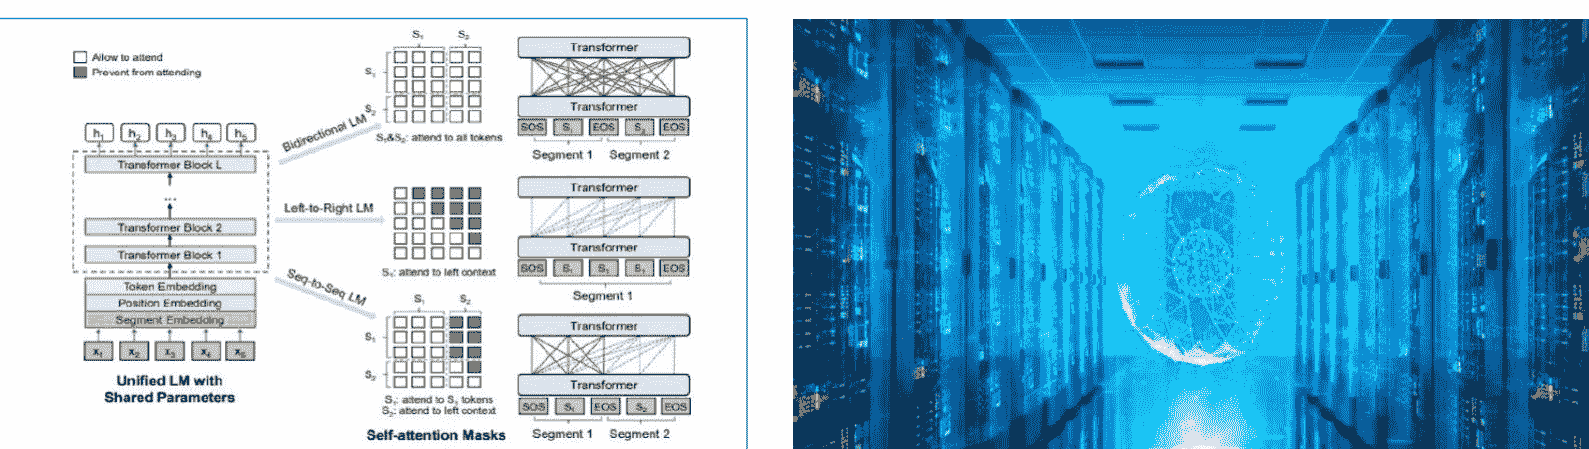 Allow to attend
Prevent from attending
h1 h2 h3 h4 h5
Transformer Block L
...
Transformer Block 2
Transformer Block 1
Token Embedding
Position Embedding
Segment Embedding
x1 x2 x3 x4 x5
Unified LM with
Shared Parameters
Bidirectional LM
Left-to-Right LM
Seq-to-Seq LM
S1 S2
S1
S2
S1&S2: attend to all tokens
S1: attend to left context
S1 S2
S1
S2
S1: attend to S1 tokens
S2: attend to left context
Self-attention Masks
Transformer
Transformer
SOS S1 EOS S2 EOS
Segment 1 Segment 2
Transformer
Transformer
SOS S1 S1 S1 EOS
Segment 1
Transformer
Transformer
SOS S1 EOS S2 EOS
Segment 1 Segment 2